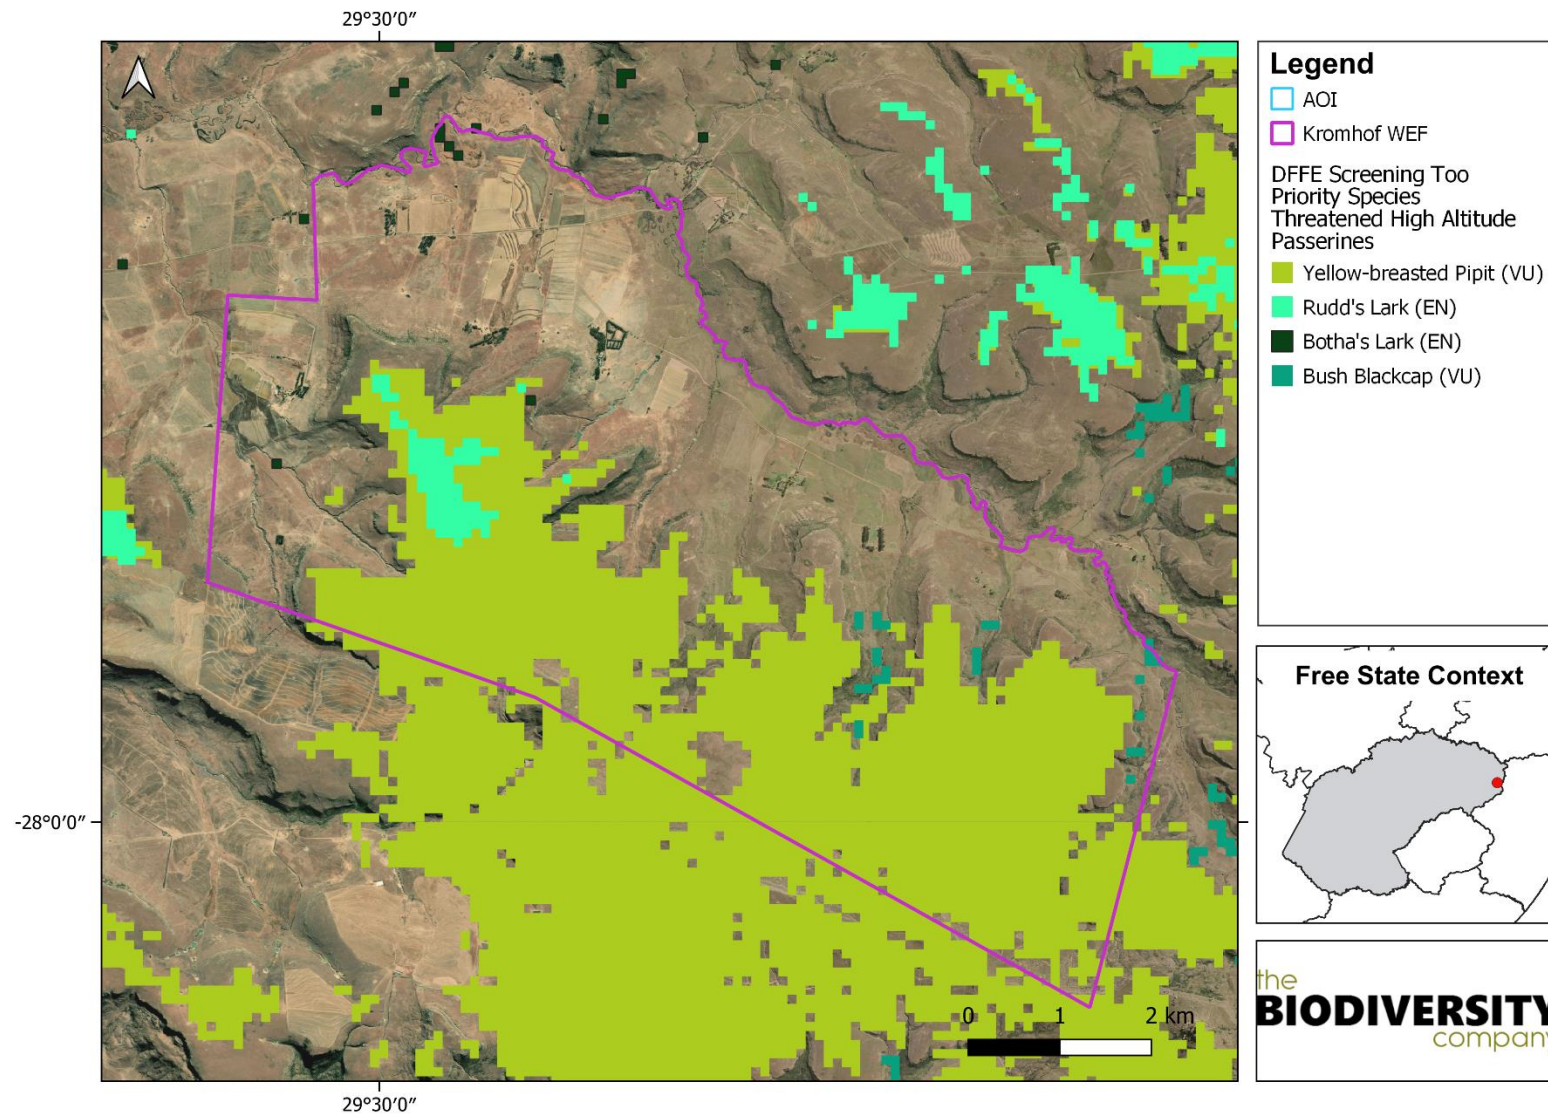 29°30′0″
Legend
AOI
Kromhof WEF
DFFE Screening Too
Priority Species
Threatened High Altitude
Passerines
Yellow-breasted Pipit (VU)
Rudd's Lark (EN)
Botha's Lark (EN)
Bush Blackcap (VU)
Free State Context
-28°0′0″
0 1 2 km
the
BIODIVERSITY
company
29°30′0″